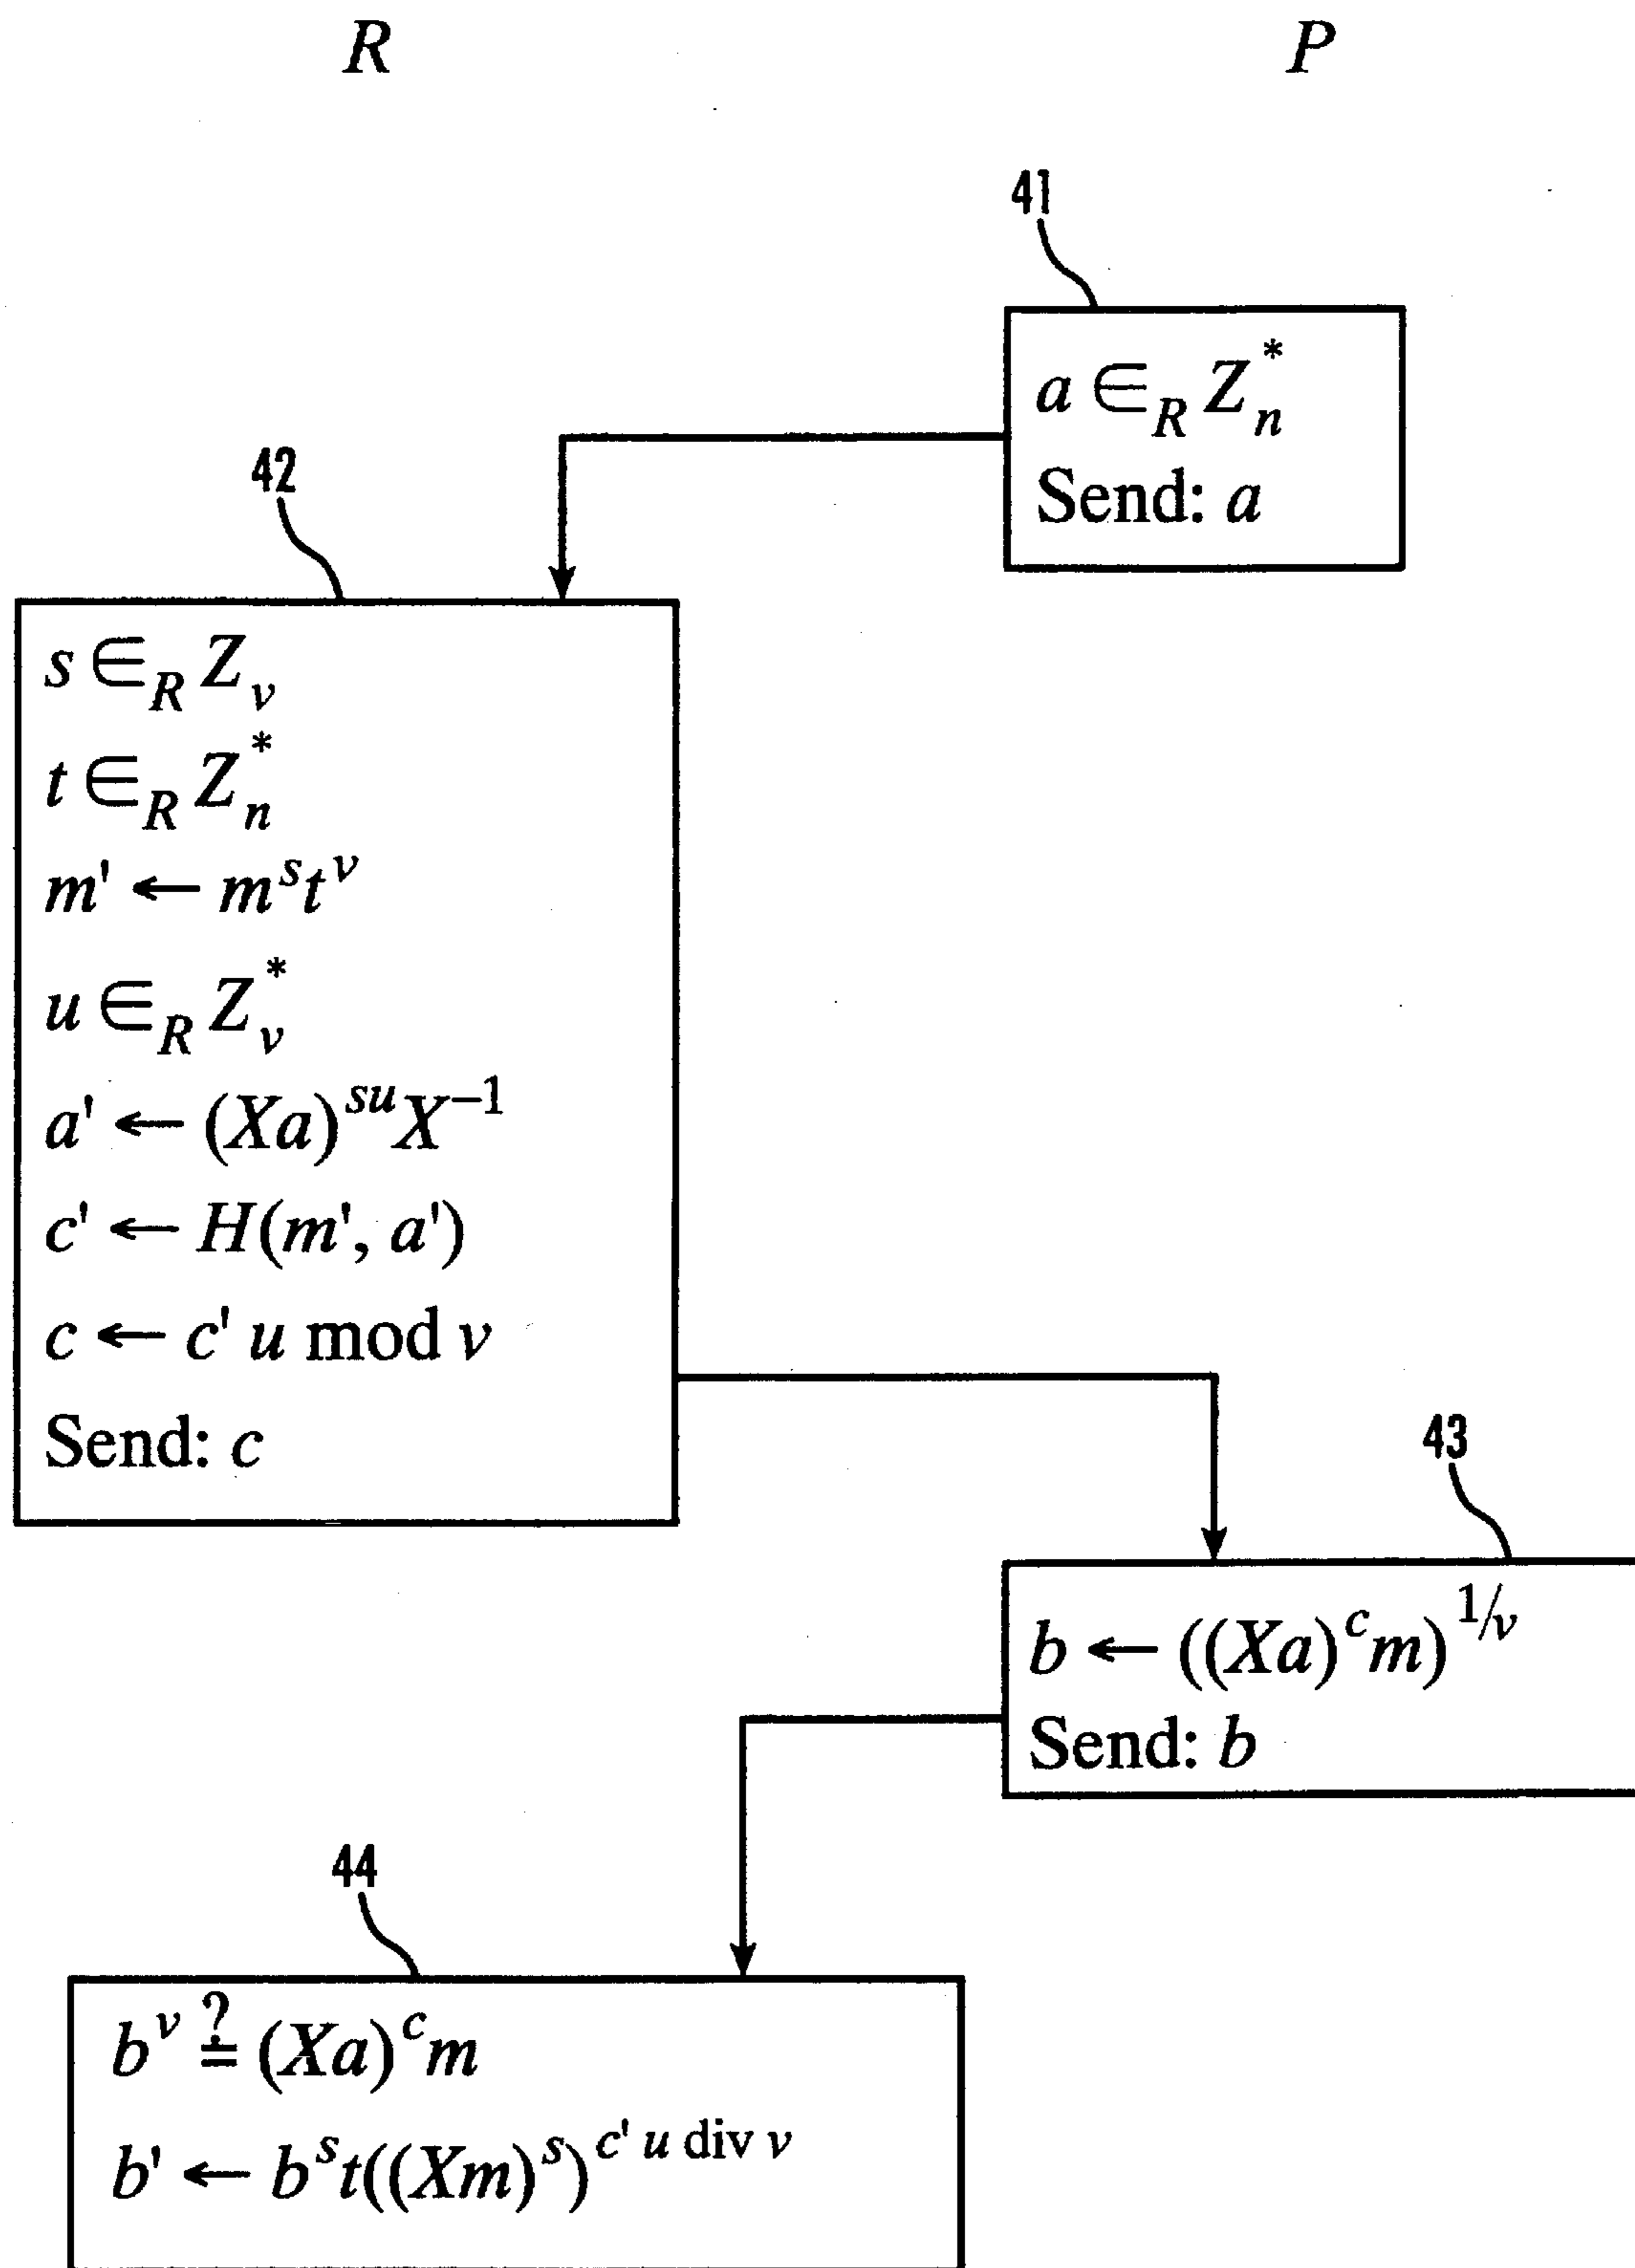 R P
41
a ∈_R Z_n^*
Send: a
42
s ∈_R Z_v
t ∈_R Z_n^*
m' ← m^s t^v
u ∈_R Z_v^*
a' ← (Xa)^{su} X^{-1}
c' ← H(m', a')
c ← c' u mod v
Send: c
43
b ← ((Xa)^c m)^{1/v}
Send: b
44
b^v ≟ (Xa)^c m
b' ← b^s t((Xm)^s)^{c' u div v}